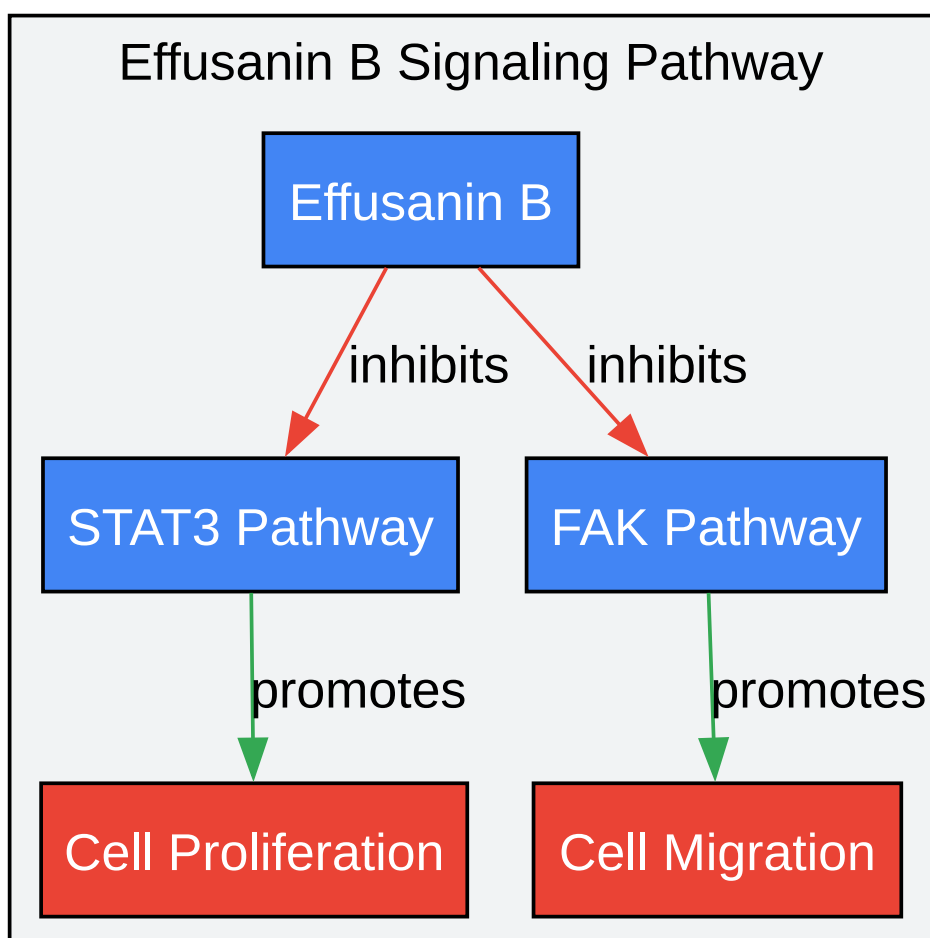 Effusanin B Signaling Pathway
Effusanin B
inhibits
inhibits
STAT3 Pathway
FAK Pathway
promotes
promotes
Cell Proliferation
Cell Migration